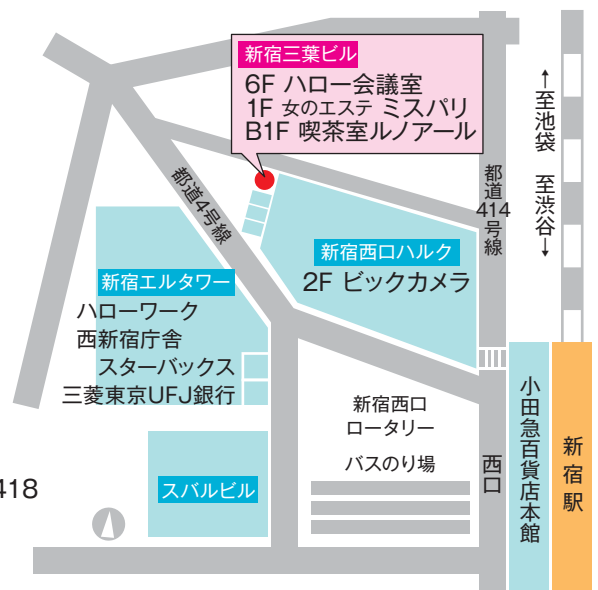 新宿三葉ビル
6F ハロー会議室
1F 女のエステ ミスパリ
B1F 喫茶室ルノアール
←至池袋 至渋谷→
都道4号線
都道414号線
新宿西口ハルク
2F ビックカメラ
新宿エルタワー
ハローワーク
西新宿庁舎
スターバックス
三菱東京UFJ銀行
新宿西口
ロータリー
バスのり場
西口
小田急百貨店本館
新宿駅
418
スバルビル